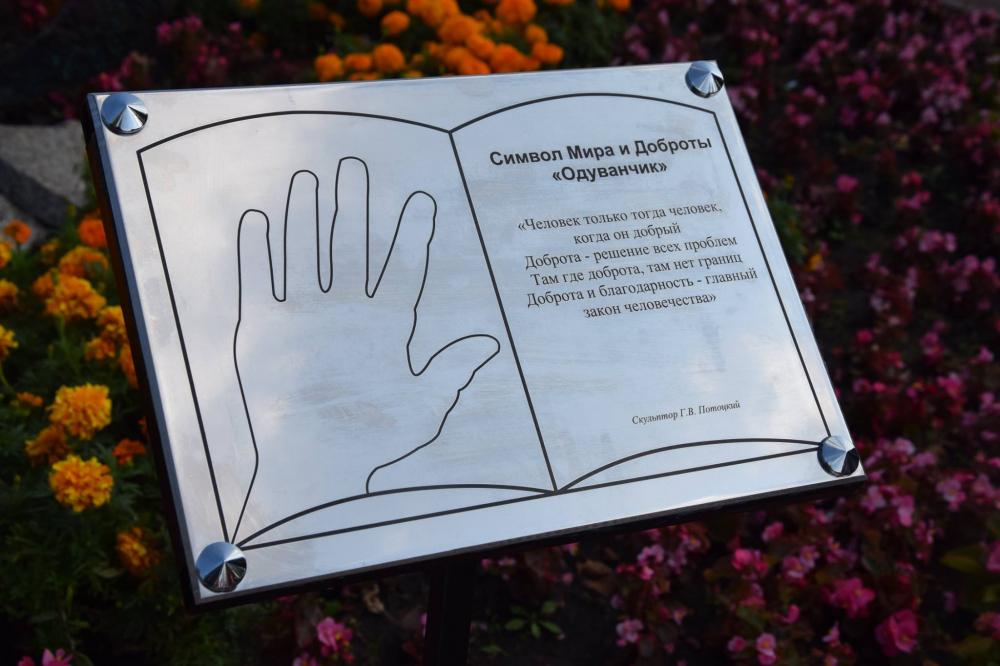 Символ Мира и Доброты
«Одуванчик»
«Человек только тогда человек,
когда он добрый
Доброта - решение всех проблем
Там где доброта, там нет границ
Доброта и благодарность - главный
закон человечества»
Скульптор Г.В. Потоцкий